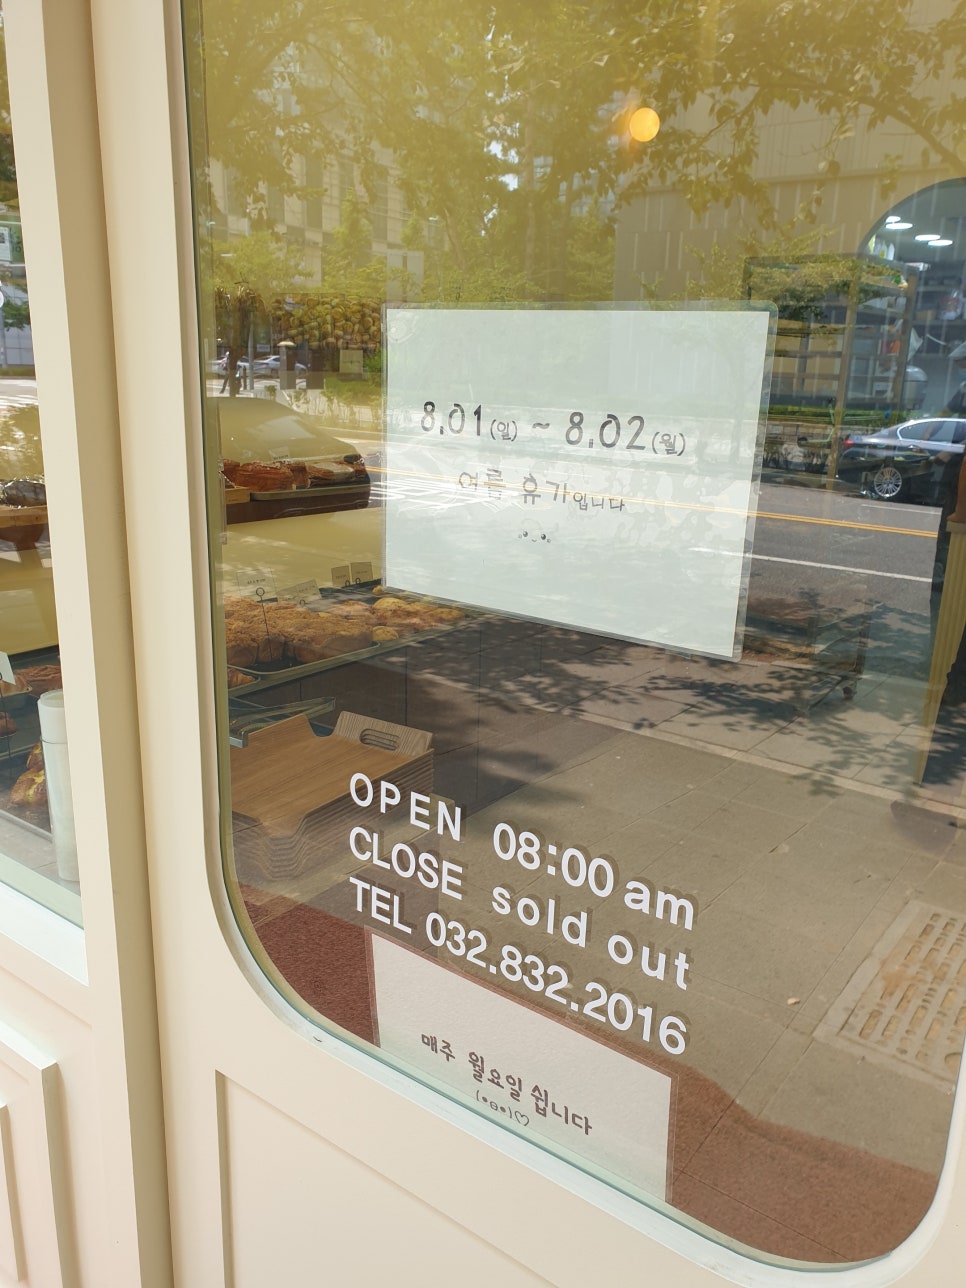 8.01(일) ~ 8.02(월)
여름 휴가입니다
OPEN 08:00 am
CLOSE sold out
TEL 032.832.2016
매주 월요일 쉽니다